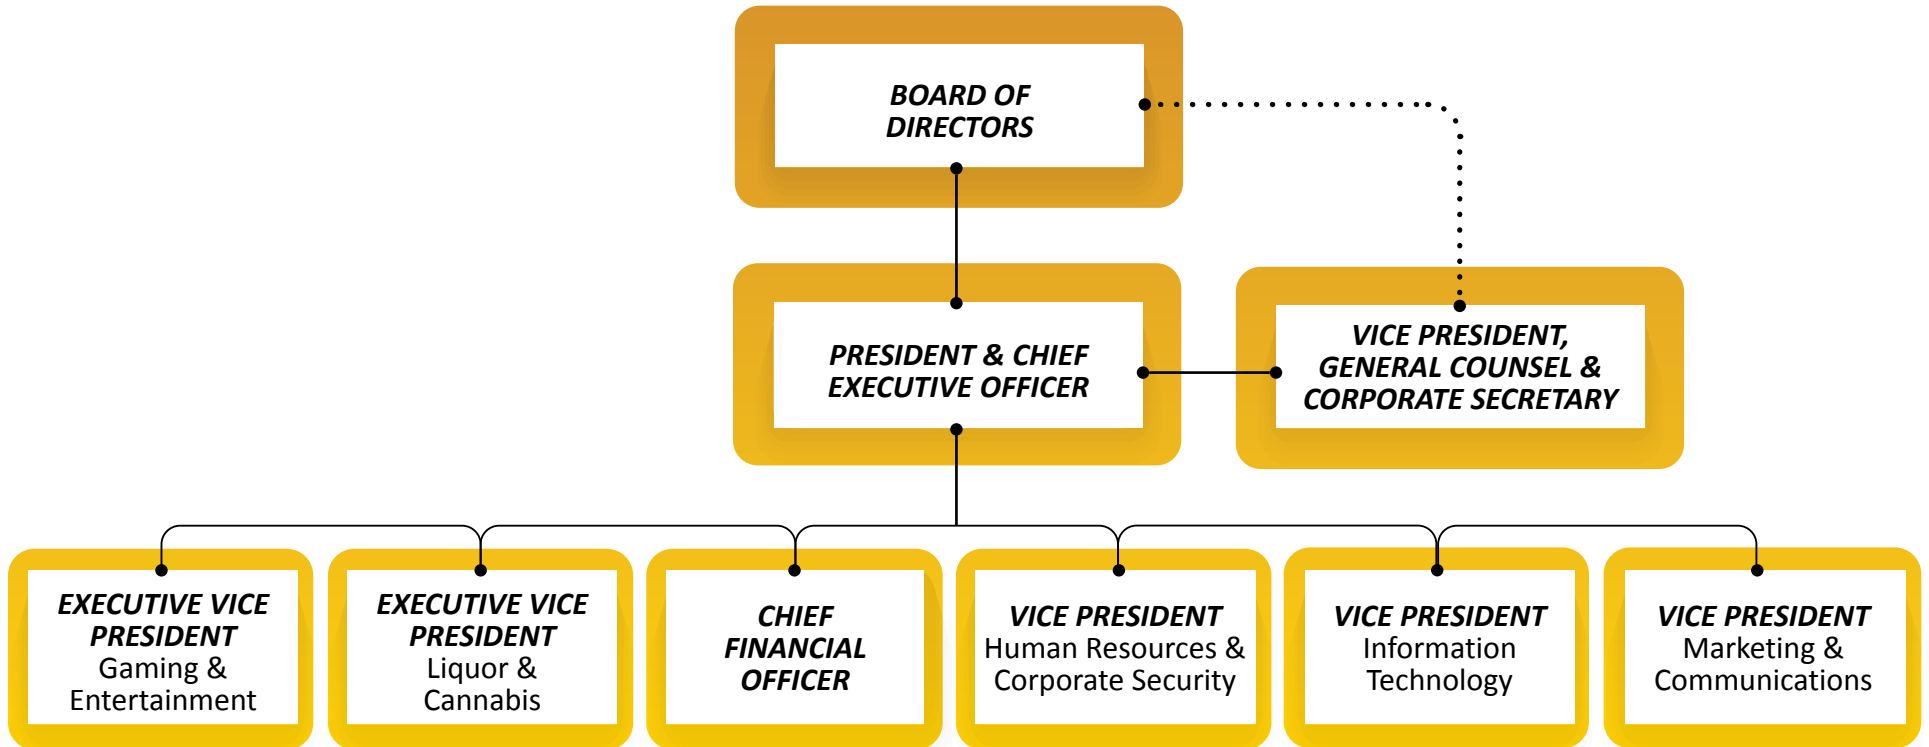 BOARD OF
DIRECTORS
PRESIDENT & CHIEF
EXECUTIVE OFFICER
VICE PRESIDENT,
GENERAL COUNSEL &
CORPORATE SECRETARY
EXECUTIVE VICE
PRESIDENT
Gaming &
Entertainment
EXECUTIVE VICE
PRESIDENT
Liquor &
Cannabis
CHIEF
FINANCIAL
OFFICER
VICE PRESIDENT
Human Resources &
Corporate Security
VICE PRESIDENT
Information
Technology
VICE PRESIDENT
Marketing &
Communications